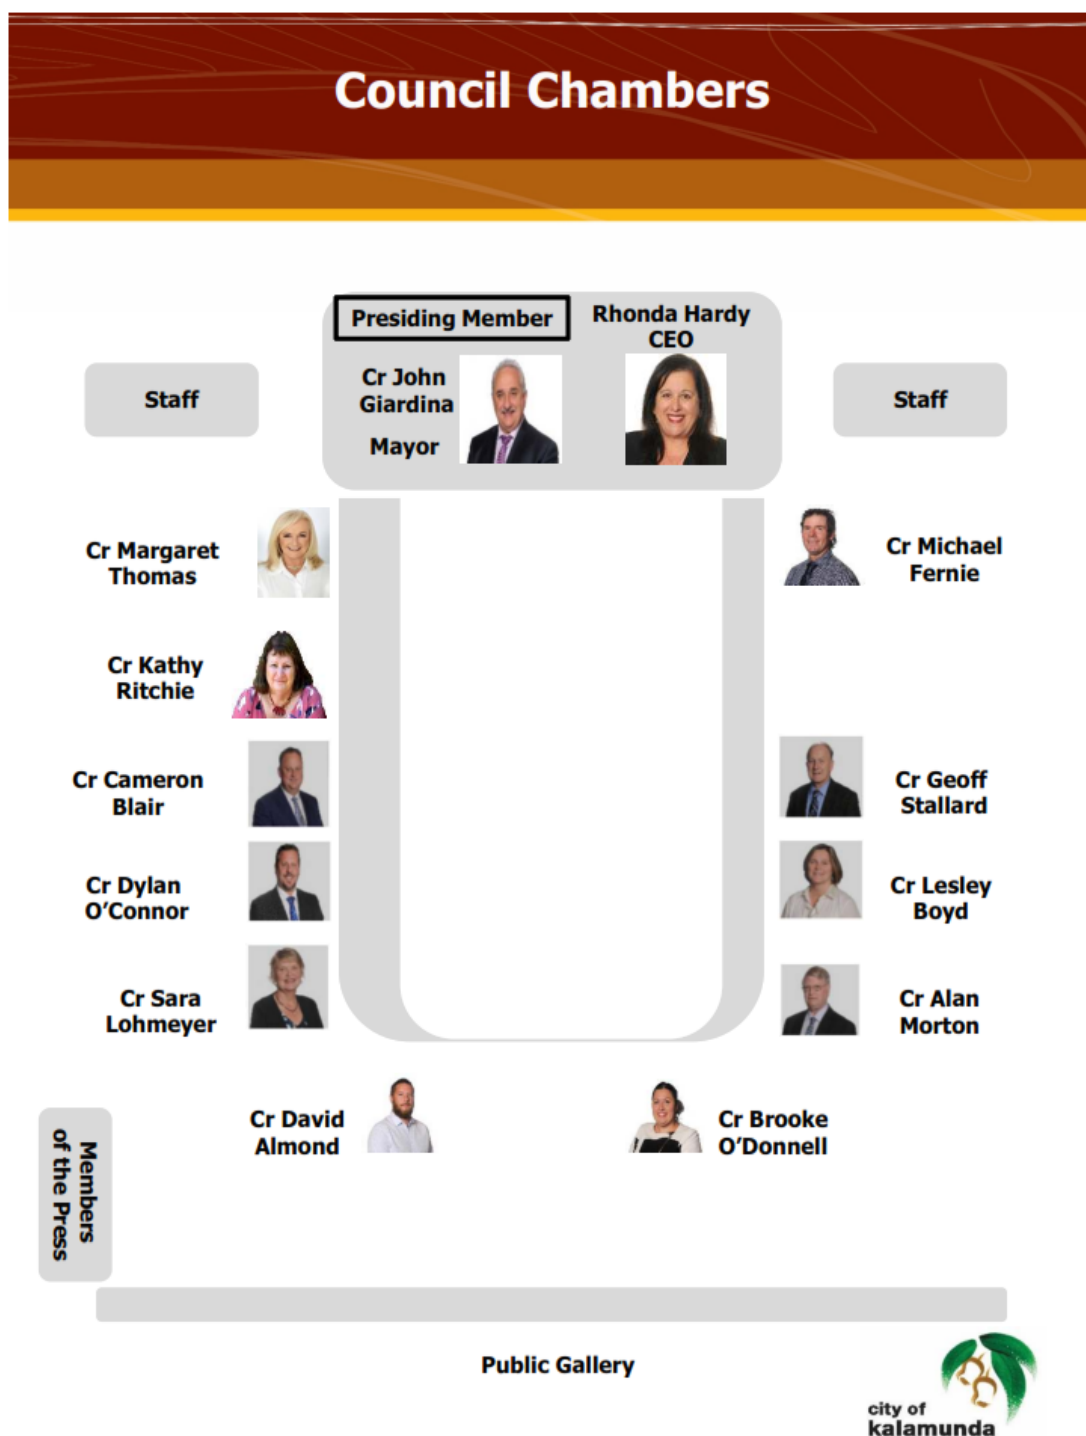 Council Chambers
Presiding Member
Cr John
Giardina
Mayor
Rhonda Hardy
CEO
Staff
Staff
Cr Margaret
Thomas
Cr Michael
Fernie
Cr Kathy
Ritchie
Cr Cameron
Blair
Cr Geoff
Stallard
Cr Dylan
O'Connor
Cr Lesley
Boyd
Cr Sara
Lohmeyer
Cr Alan
Morton
Cr David
Almond
Cr Brooke
O'Donnell
Members
of the Press
Public Gallery
city of
kalamunda